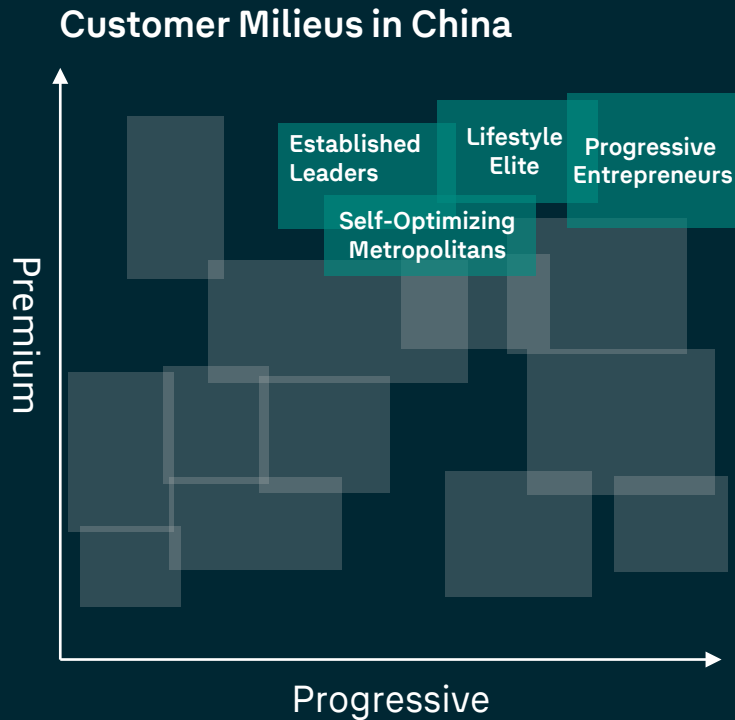 Customer Milieus in China
Established
Leaders
Lifestyle
Elite
Progressive
Entrepreneurs
Self-Optimizing
Metropolitans
Premium
Progressive